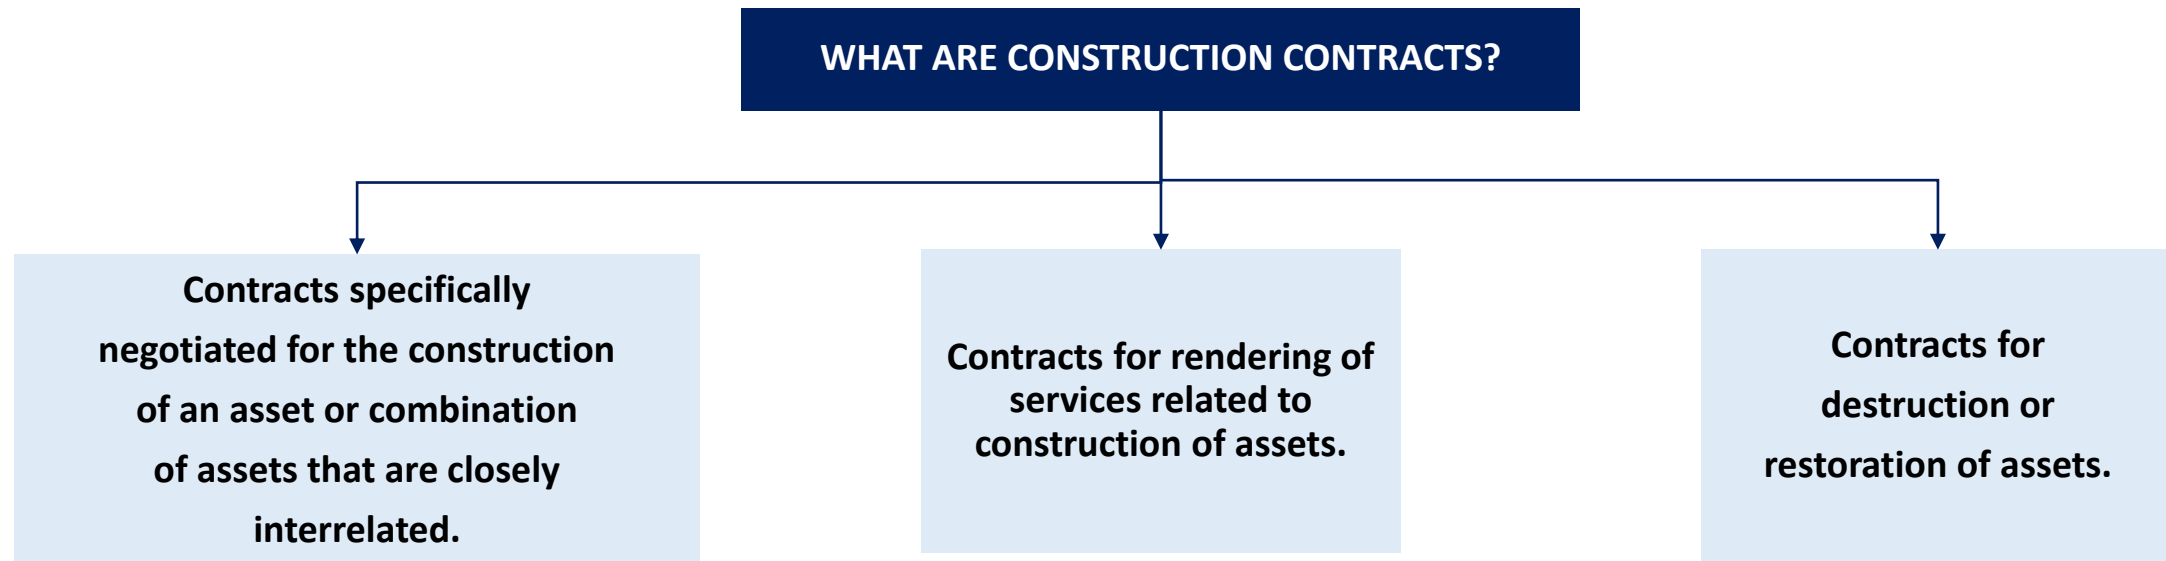 WHAT ARE CONSTRUCTION CONTRACTS?
Contracts specifically
negotiated for the construction
of an asset or combination
of assets that are closely
interrelated.
Contracts for rendering of
services related to
construction of assets.
Contracts for
destruction or
restoration of assets.